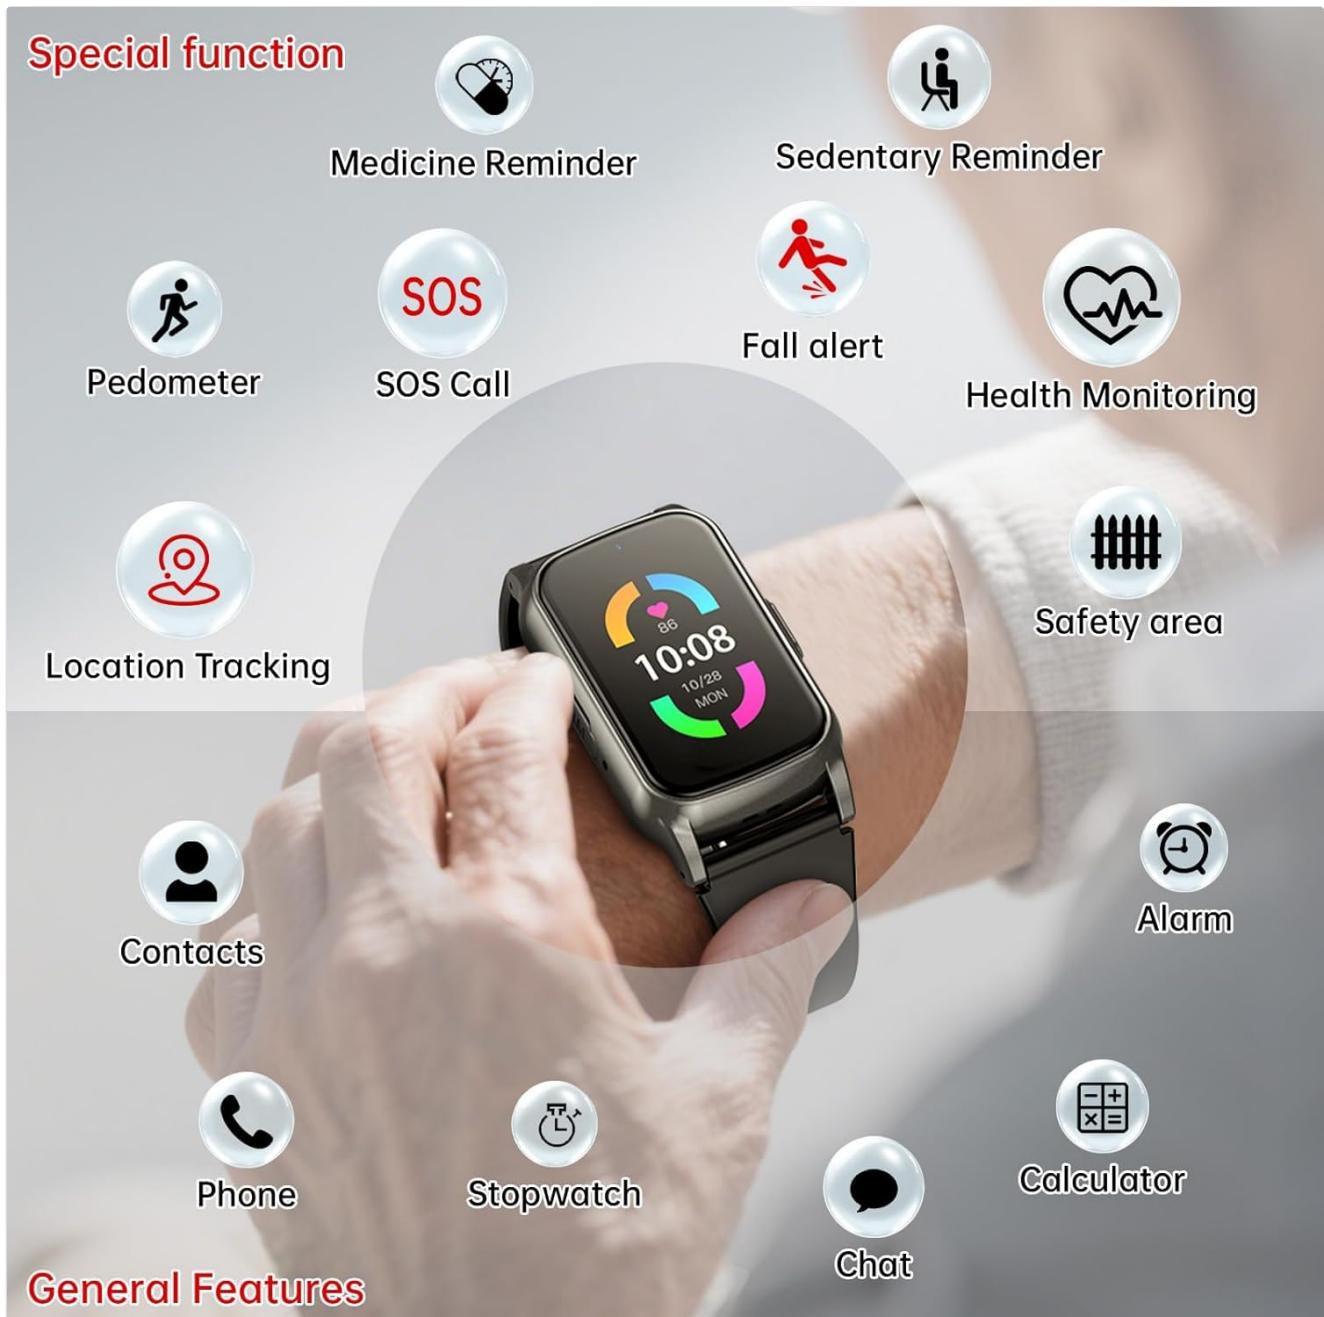 Special function
Medicine Reminder
Sedentary Reminder
Pedometer
SOS
SOS Call
Fall alert
Health Monitoring
Location Tracking
Safety area
86
10:08
10/28
MON
Contacts
Alarm
Phone
Stopwatch
Chat
Calculator
General Features